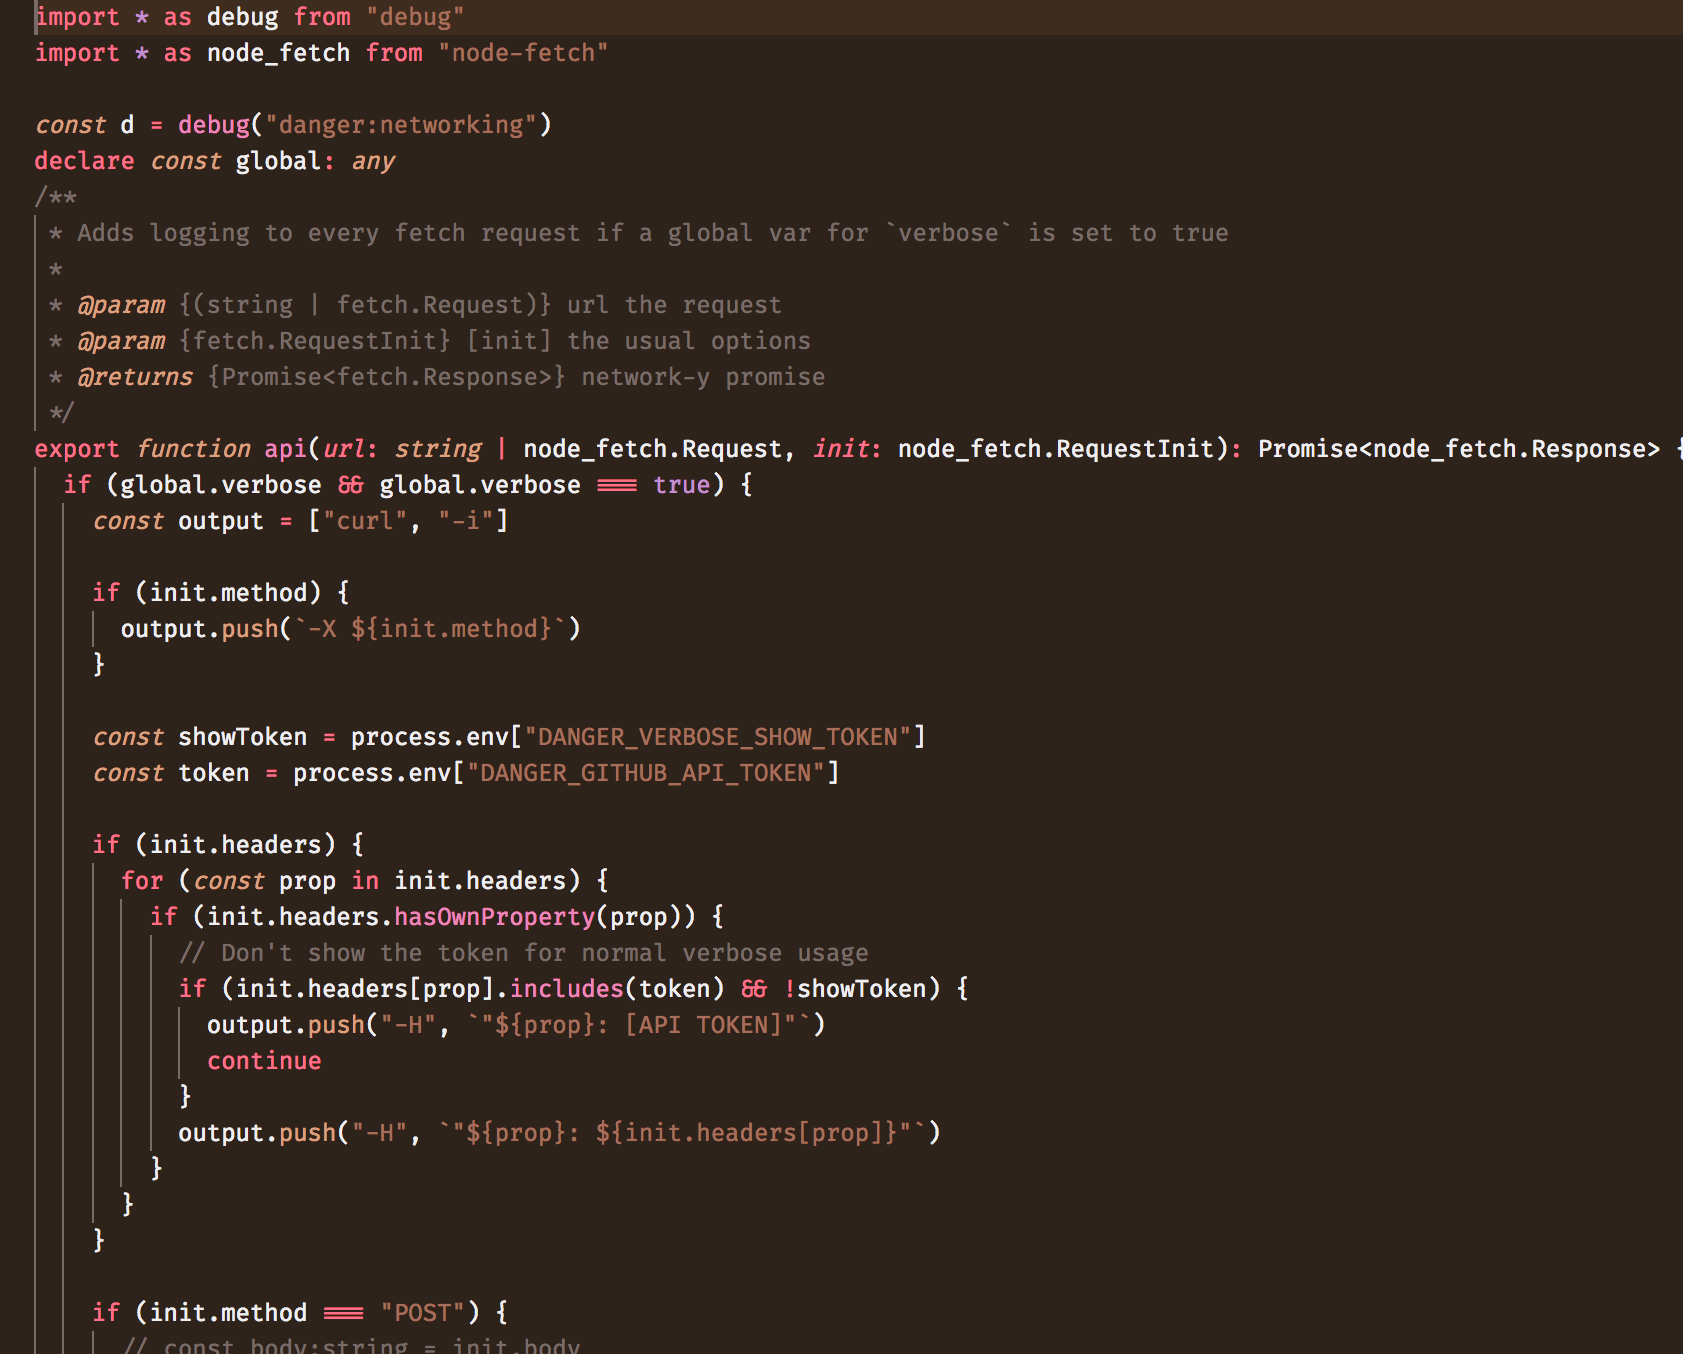 import * as debug from "debug"
import * as node_fetch from "node-fetch"
const d = debug("danger:networking")
declare const global: any
/**
* Adds logging to every fetch request if a global var for `verbose` is set to true
*
* @param {(string | fetch.Request)} url the request
* @param {fetch.RequestInit} [init] the usual options
* @returns {Promise<fetch.Response>} network-y promise
*/
export function api(url: string | node_fetch.Request, init: node_fetch.RequestInit): Promise<node_fetch.Response> {
if (global.verbose && global.verbose === true) {
const output = ["curl", "-i"]
if (init.method) {
output.push(`-X ${init.method}`)
}
const showToken = process.env["DANGER_VERBOSE_SHOW_TOKEN"]
const token = process.env["DANGER_GITHUB_API_TOKEN"]
if (init.headers) {
for (const prop in init.headers) {
if (init.headers.hasOwnProperty(prop)) {
// Don't show the token for normal verbose usage
if (init.headers[prop].includes(token) && !showToken) {
output.push("-H", `"${prop}: [API TOKEN]"`)
continue
}
output.push("-H", `"${prop}: ${init.headers[prop]}"`)
}
}
}
if (init.method === "POST") {
// const body:string = init.body